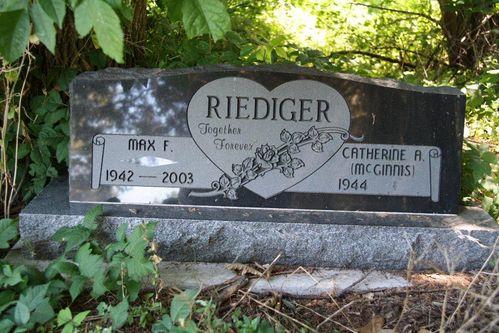 RIEDIGER
Together
Forever
MAX F.
1942 — 2003
CATHERINE A.
(MCGINNIS)
1944